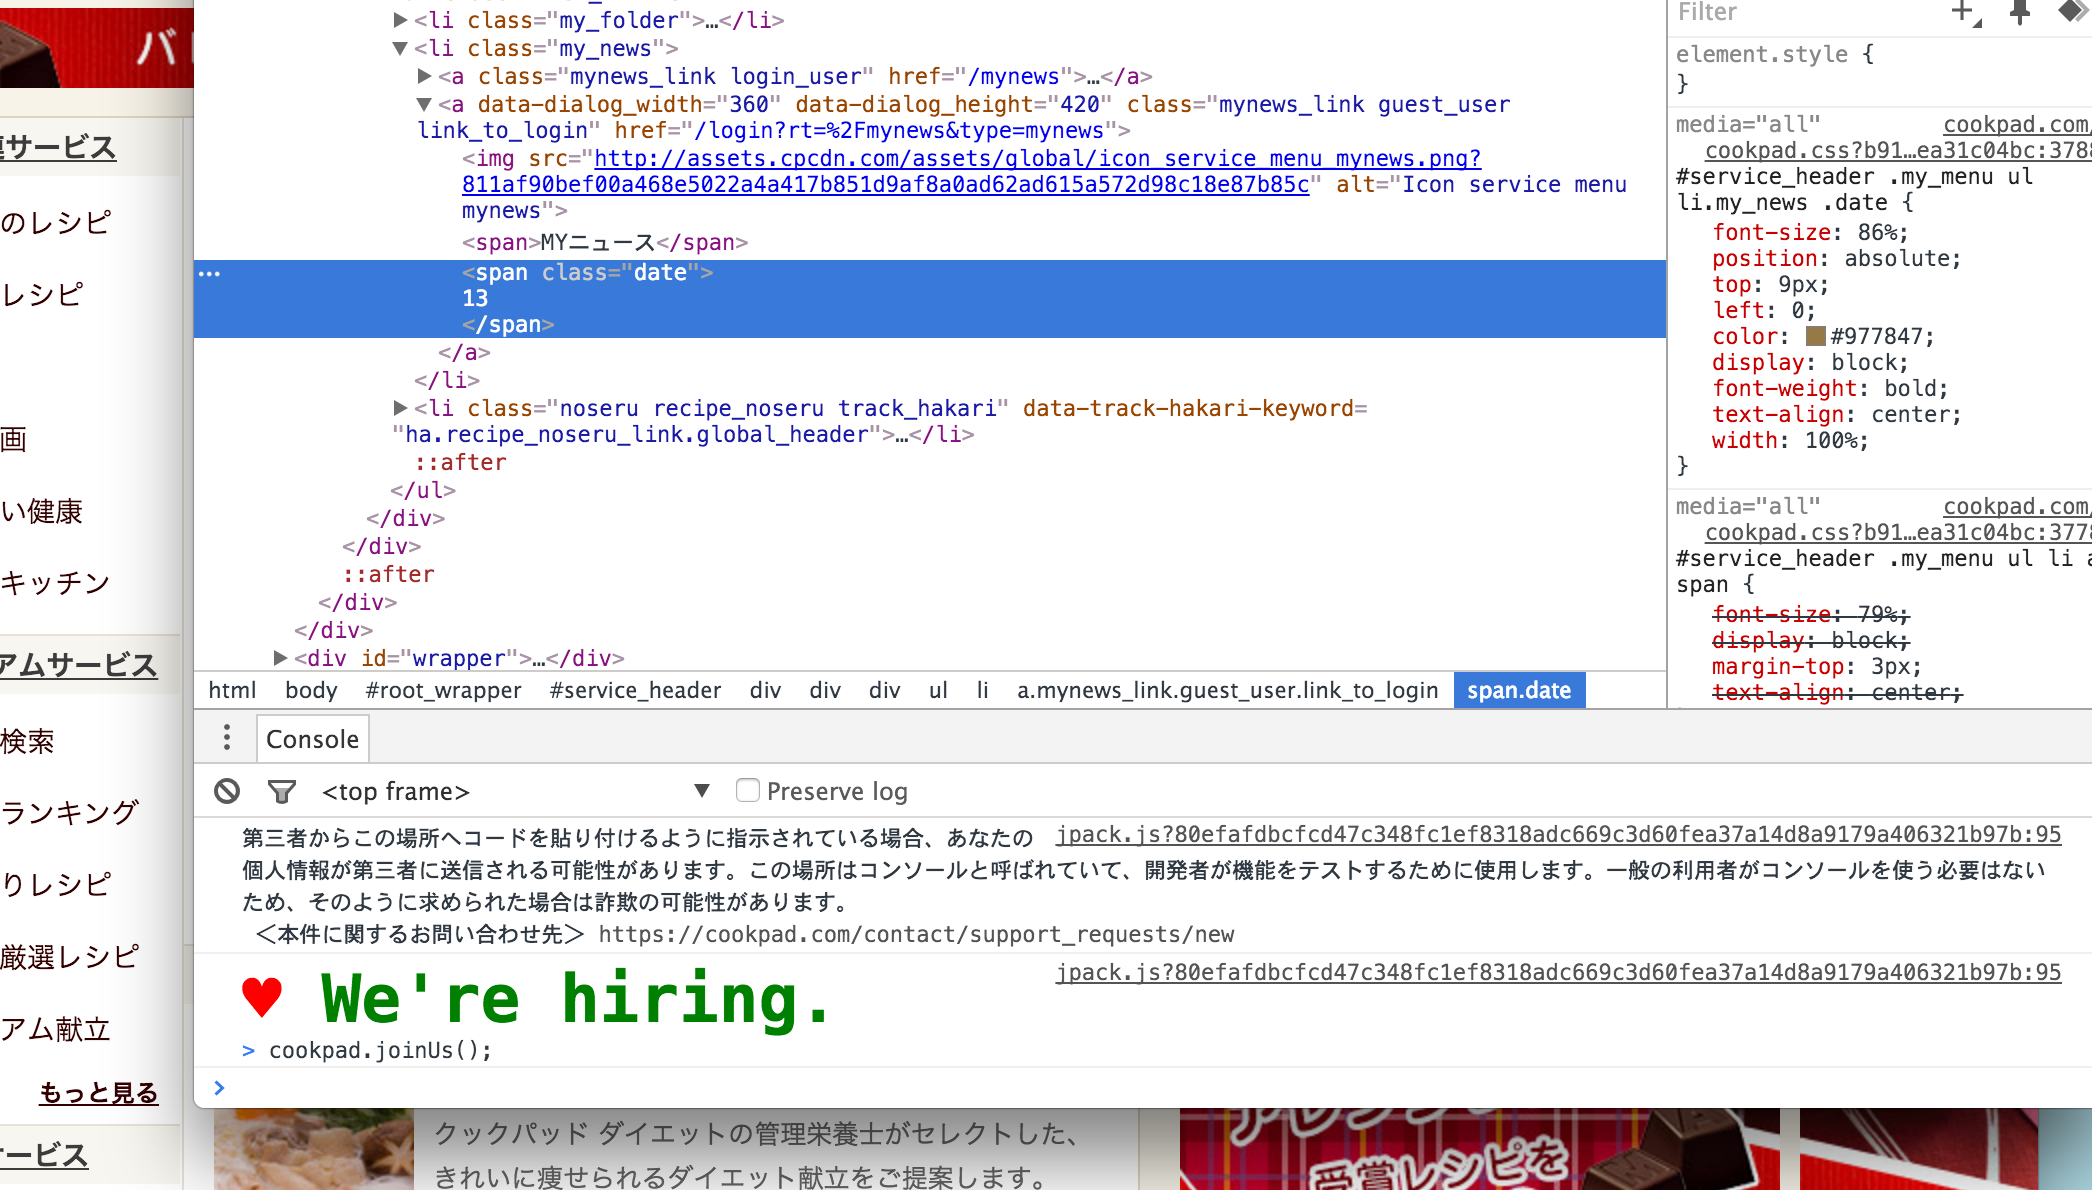 バ
サービス
のレシピ
レシピ
画
い健康
キッチン
アムサービス
検索
ランキング
りレシピ
厳選レシピ
アム献立
もっと見る
ービス
▶<li class="my_folder">…</li>
▼<li class="my_news">
▶<a class="mynews_link login_user" href="/mynews">…</a>
▼<a data-dialog_width="360" data-dialog_height="420" class="mynews_link guest_user
link_to_login" href="/login?rt=%2Fmynews&type=mynews">
<img src="http://assets.cpcdn.com/assets/global/icon_service_menu_mynews.png?
811af90bef00a468e5022a4a417b851d9af8a0ad62ad615a572d98c18e87b85c" alt="Icon service menu
mynews">
<span>MYニュース</span>
<span class="date">
13
</span>
</a>
</li>
▶<li class="noseru recipe_noseru track_hakari" data-track-hakari-keyword=
"ha.recipe_noseru_link.global_header">…</li>
::after
</ul>
</div>
</div>
::after
</div>
</div>
▶<div id="wrapper">…</div>
html body #root_wrapper #service_header div div div ul li a.mynews_link.guest_user.link_to_login span.date
Filter
element.style {
}
media="all" cookpad.com/
cookpad.css?b91…ea31c04bc:378
#service_header .my_menu ul
li.my_news .date {
font-size: 86%;
position: absolute;
top: 9px;
left: 0;
color: #977847;
display: block;
font-weight: bold;
text-align: center;
width: 100%;
}
media="all" cookpad.com/
cookpad.css?b91…ea31c04bc:377
#service_header .my_menu ul li a
span {
font-size: 79%;
display: block;
margin-top: 3px;
text-align: center;
Console
<top frame> ▼ Preserve log
第三者からこの場所へコードを貼り付けるように指示されている場合、あなたの jpack.js?80efafdbcfcd47c348fc1ef8318adc669c3d60fea37a14d8a9179a406321b97b:95
個人情報が第三者に送信される可能性があります。この場所はコンソールと呼ばれていて、開発者が機能をテストするために使用します。一般の利用者がコンソールを使う必要はない
ため、そのように求められた場合は詐欺の可能性があります。
＜本件に関するお問い合わせ先＞ https://cookpad.com/contact/support_requests/new
♥ We're hiring. jpack.js?80efafdbcfcd47c348fc1ef8318adc669c3d60fea37a14d8a9179a406321b97b:95
> cookpad.joinUs();
>
クックパッド ダイエットの管理栄養士がセレクトした、
きれいに痩せられるダイエット献立をご提案します。
受賞レシピを